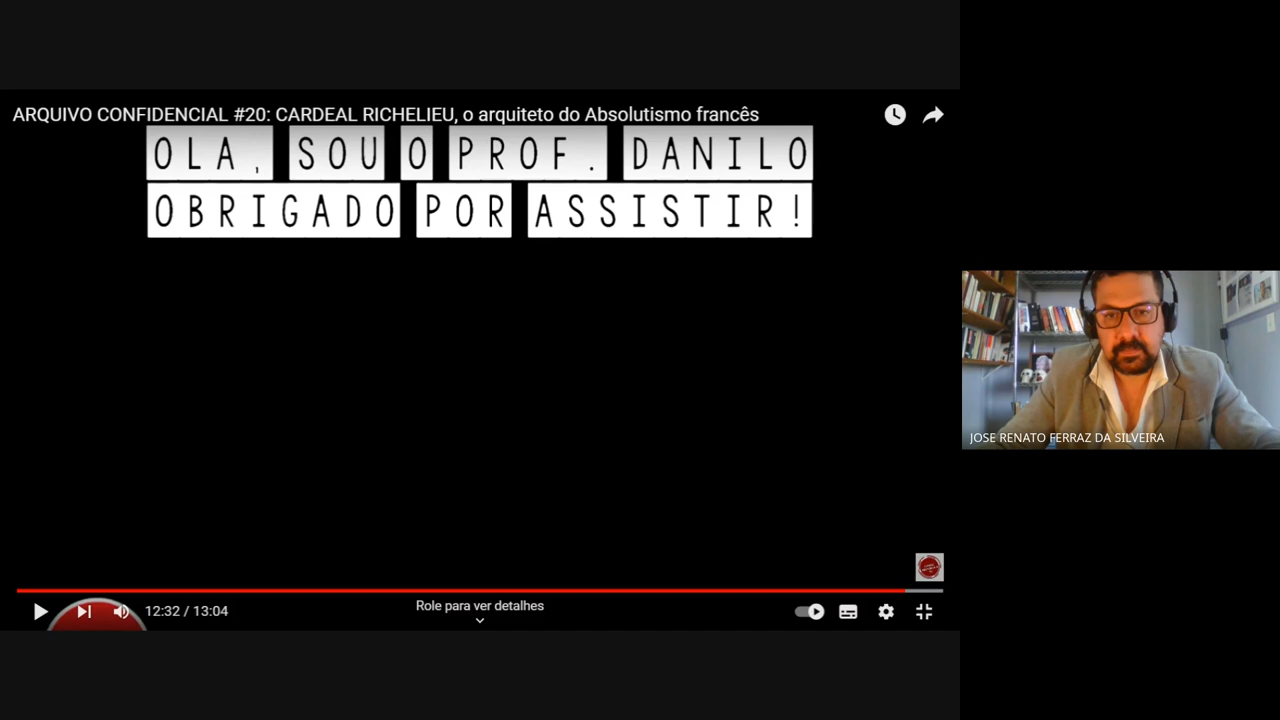 ARQUIVO CONFIDENCIAL #20: CARDEAL RICHELIEU, o arquiteto do Absolutismo francês
OLA, SOU O PROF. DANILO
OBRIGADO POR ASSISTIR!
JOSE RENATO FERRAZ DA SILVEIRA
12:32 / 13:04
Role para ver detalhes